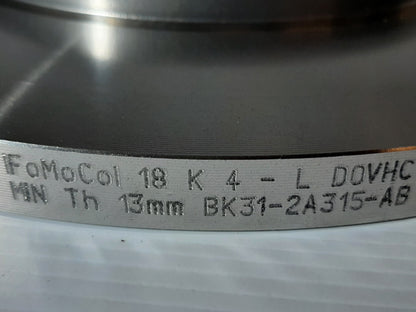 FoMoCo 18 K 4 - L DOVHC
MIN Th 13mm BK31-2A315-AB